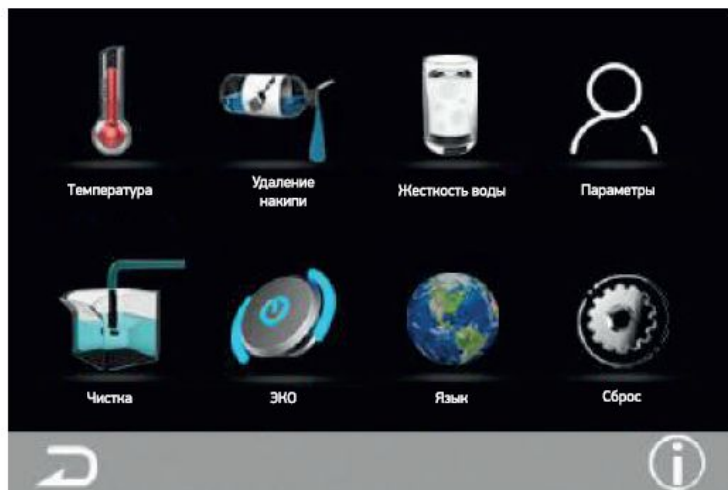 Температура
Удаление
накипи
Жесткость воды
Параметры
Чистка
ЭКО
Язык
Сброс